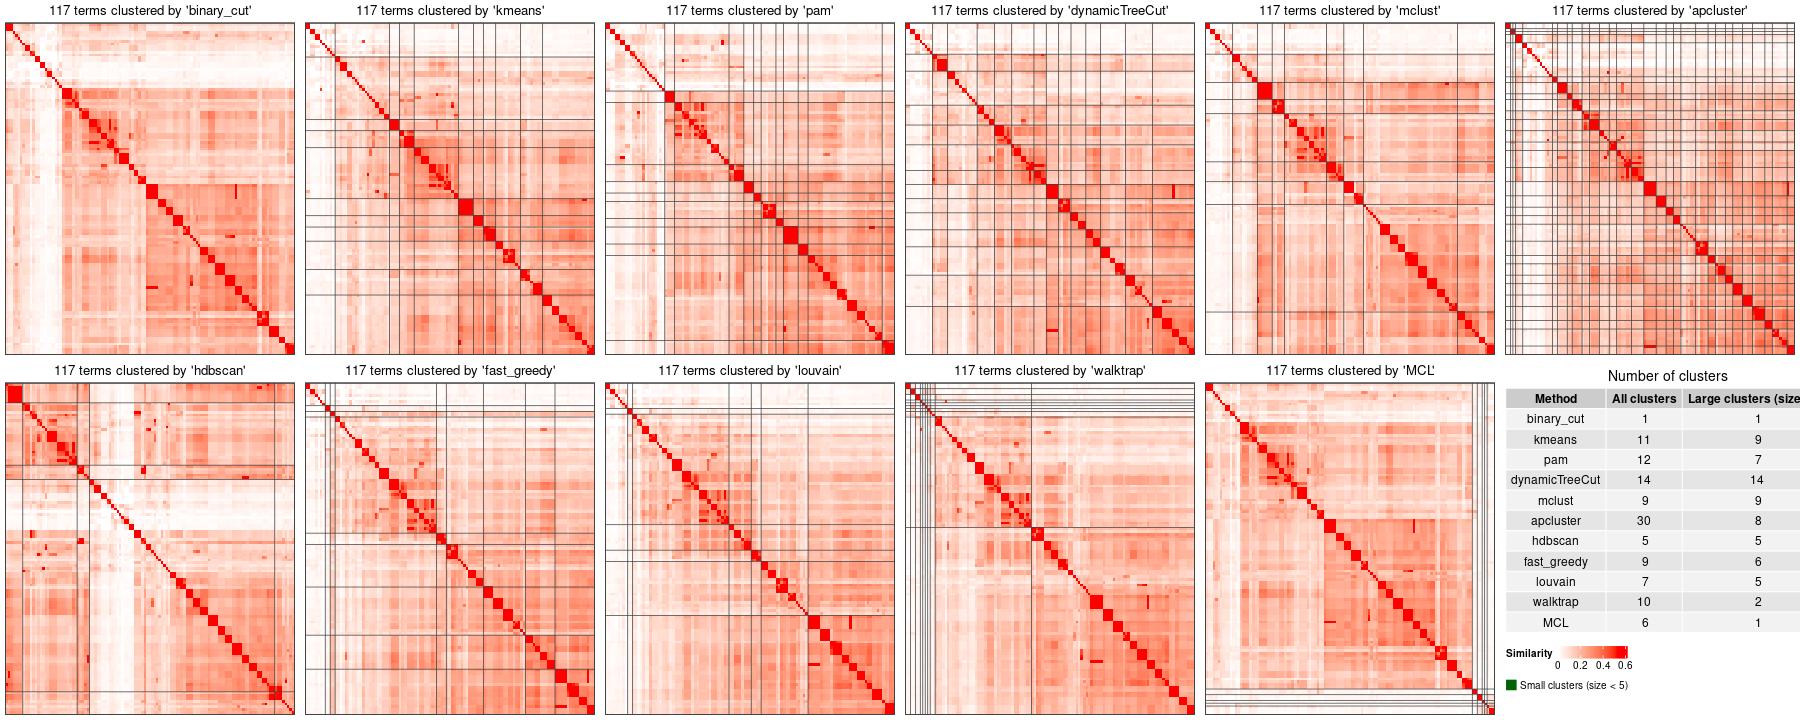 117 terms clustered by 'binary_cut'
117 terms clustered by 'kmeans'
117 terms clustered by 'pam'
117 terms clustered by 'dynamicTreeCut'
117 terms clustered by 'mclust'
117 terms clustered by 'apcluster'
117 terms clustered by 'hdbscan'
117 terms clustered by 'fast_greedy'
117 terms clustered by 'louvain'
117 terms clustered by 'walktrap'
117 terms clustered by 'MCL'
Number of clusters
Method All clusters Large clusters (size
binary_cut 1 1
kmeans 11 9
pam 12 7
dynamicTreeCut 14 14
mclust 9 9
apcluster 30 8
hdbscan 5 5
fast_greedy 9 6
louvain 7 5
walktrap 10 2
MCL 6 1
Similarity
0 0.2 0.4 0.6
Small clusters (size < 5)